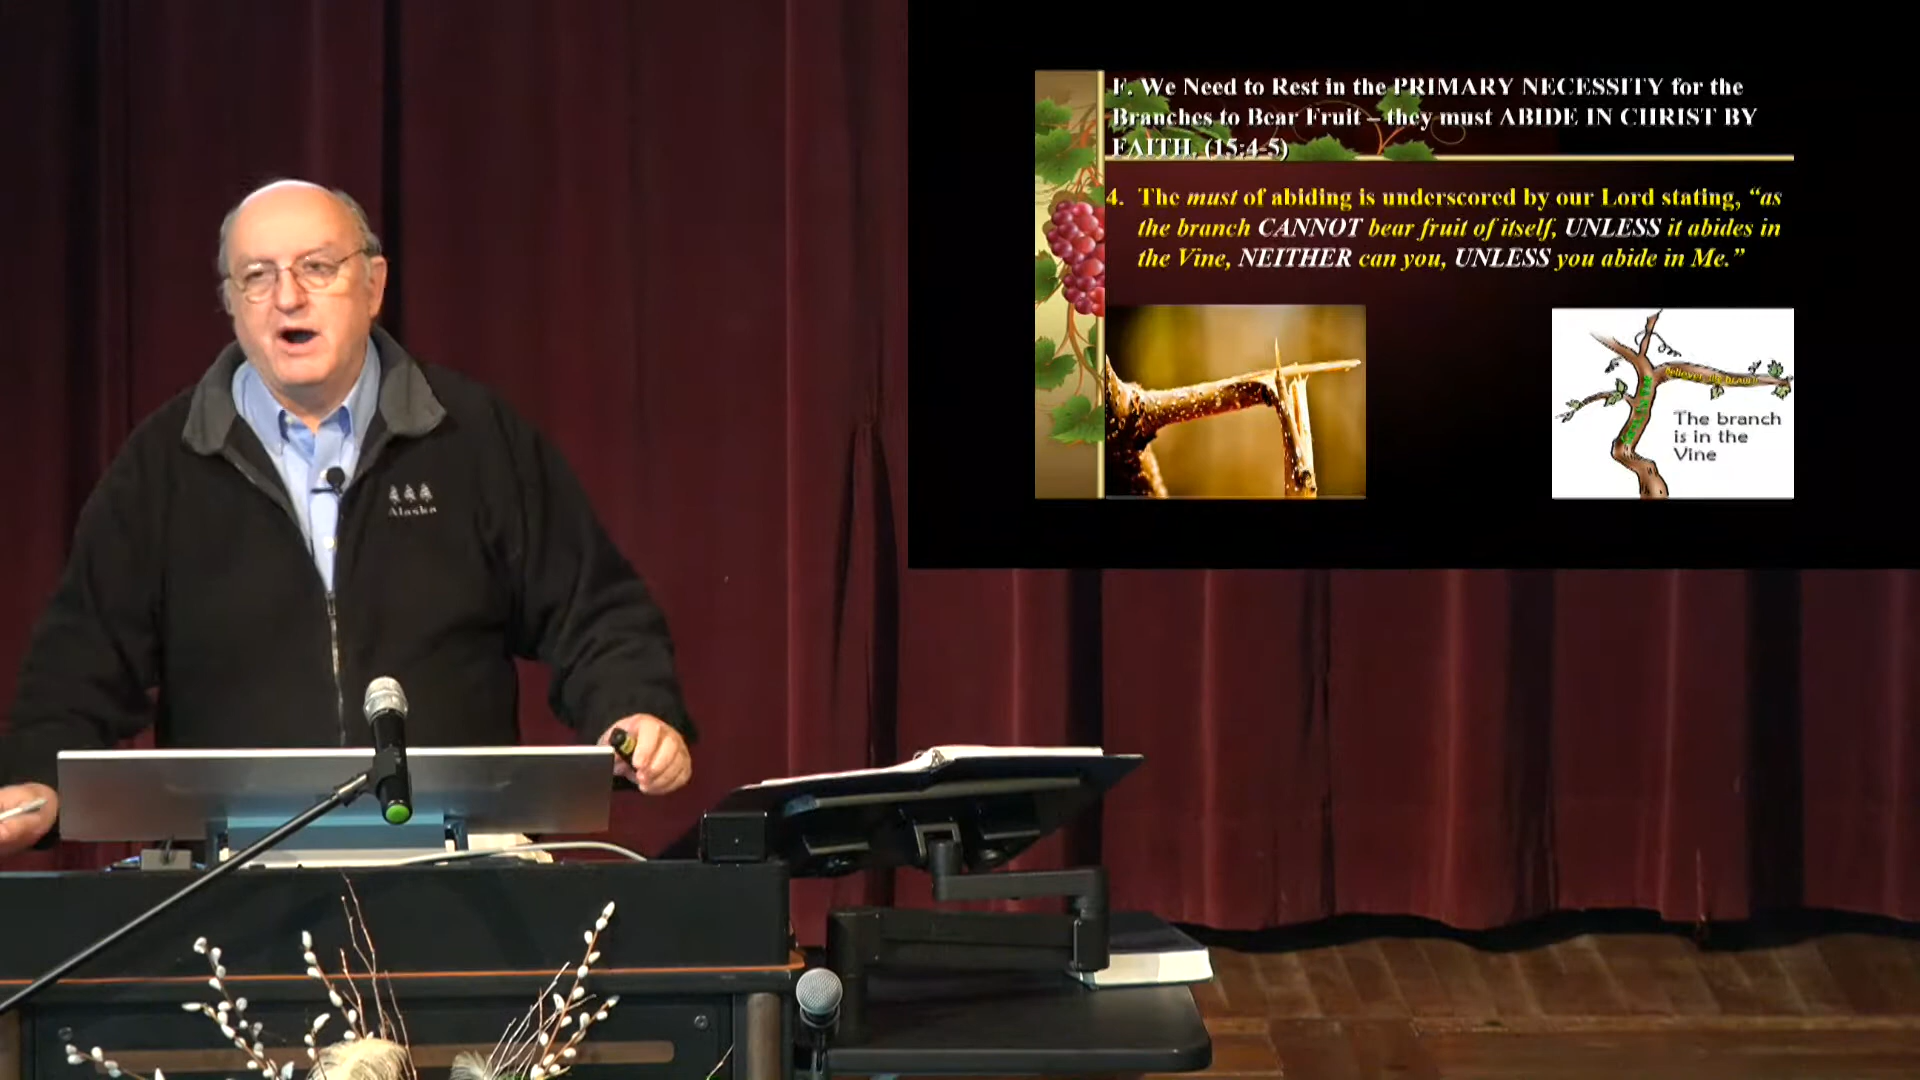 F. We Need to Rest in the PRIMARY NECESSITY for the
Branches to Bear Fruit – they must ABIDE IN CHRIST BY
FAITH. (15:4-5)
4. The must of abiding is underscored by our Lord stating, “as
the branch CANNOT bear fruit of itself, UNLESS it abides in
the Vine, NEITHER can you, UNLESS you abide in Me.”
The branch
is in the
Vine
Alaska